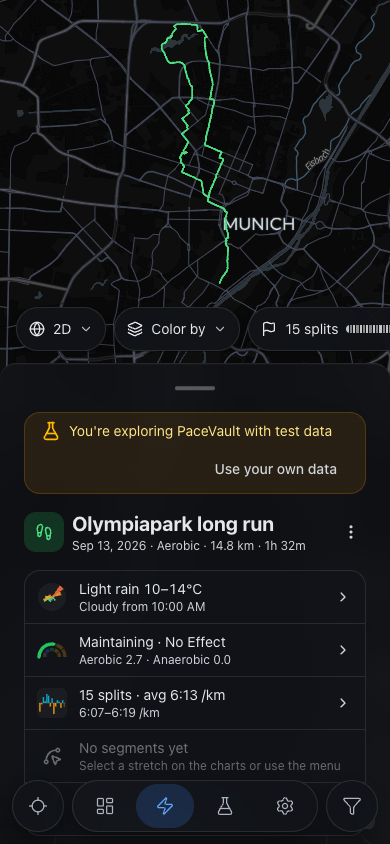 Eisbach
MUNICH
2D
Color by
15 splits
You're exploring PaceVault with test data
Use your own data
Olympiapark long run
Sep 13, 2026 · Aerobic · 14.8 km · 1h 32m
Light rain 10–14°C
Cloudy from 10:00 AM
Maintaining · No Effect
Aerobic 2.7 · Anaerobic 0.0
15 splits · avg 6:13 /km
6:07–6:19 /km
No segments yet
Select a stretch on the charts or use the menu